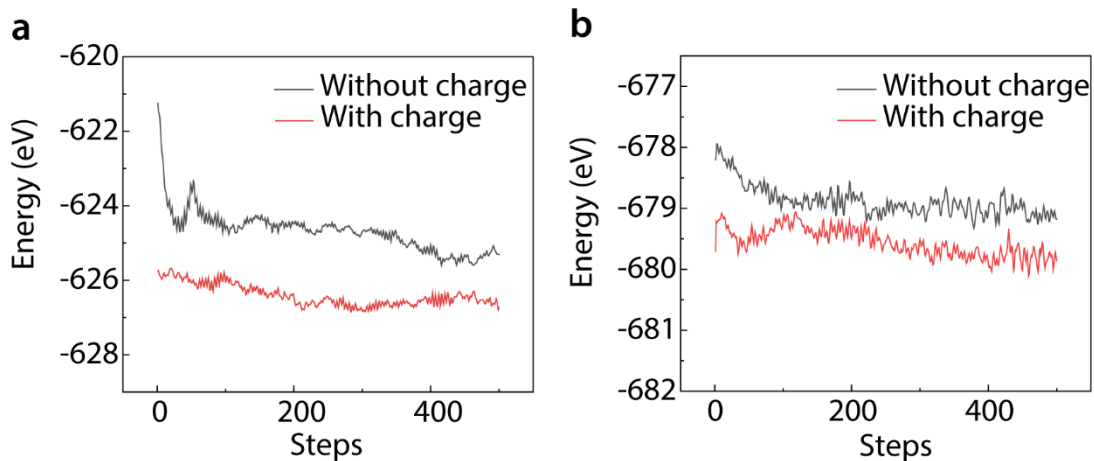 a
Energy (eV)
-620
-622
-624
-626
-628
Without charge
With charge
0
200
400
Steps
b
Energy (eV)
-677
-678
-679
-680
-681
-682
Without charge
With charge
0
200
400
Steps